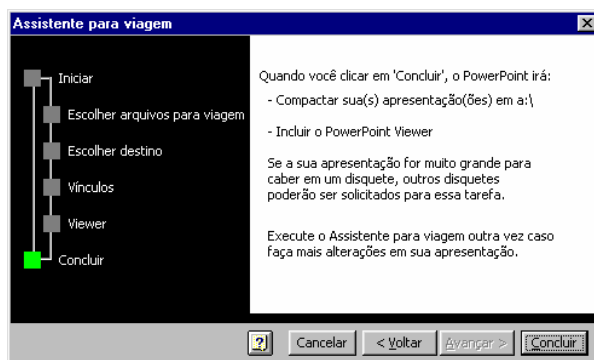 Assistente para viagem
Iniciar
Escolher arquivos para viagem
Escolher destino
Vínculos
Viewer
Concluir
Quando você clicar em 'Concluir', o PowerPoint irá:
- Compactar sua(s) apresentação(ões) em a:\
- Incluir o PowerPoint Viewer
Se a sua apresentação for muito grande para
caber em um disquete, outros disquetes
poderão ser solicitados para essa tarefa.
Execute o Assistente para viagem outra vez caso
faça mais alterações em sua apresentação.
Cancelar
< Voltar
Avançar >
Concluir